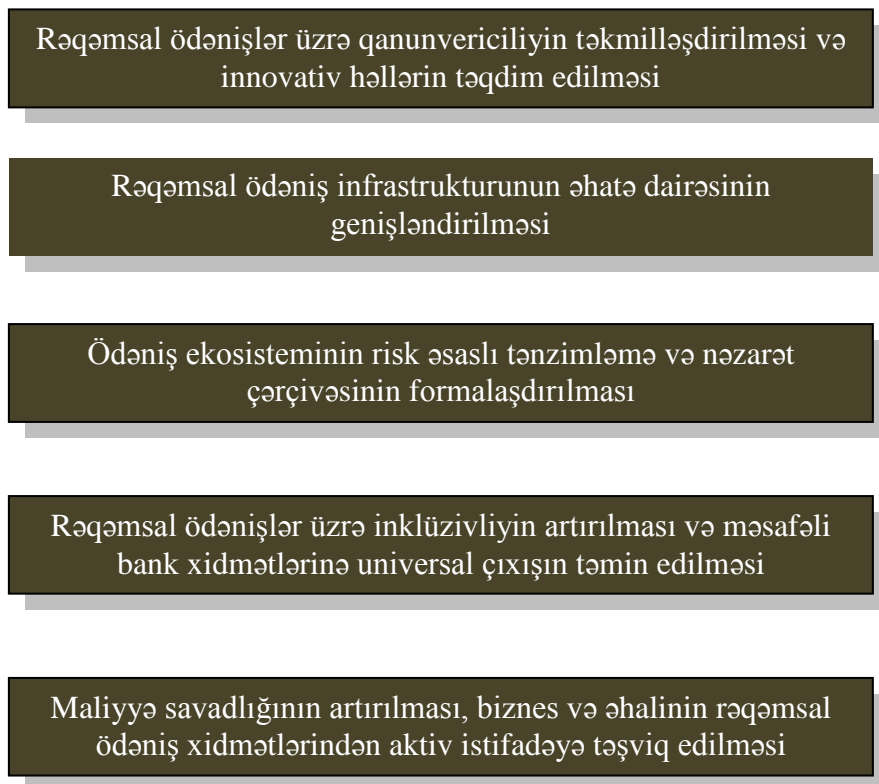 Rəqəmsal ödənişlər üzrə qanunvericiliyin təkmilləşdirilməsi və
innovativ həllərin təqdim edilməsi
Rəqəmsal ödəniş infrastrukturunun əhatə dairəsinin
genişləndirilməsi
Ödəniş ekosisteminin risk əsaslı tənzimləmə və nəzarət
çərçivəsinin formalaşdırılması
Rəqəmsal ödənişlər üzrə inklüzivliyin artırılması və məsafəli
bank xidmətlərinə universal çıxışın təmin edilməsi
Maliyyə savadlığının artırılması, biznes və əhalinin rəqəmsal
ödəniş xidmətlərindən aktiv istifadəyə təşviq edilməsi